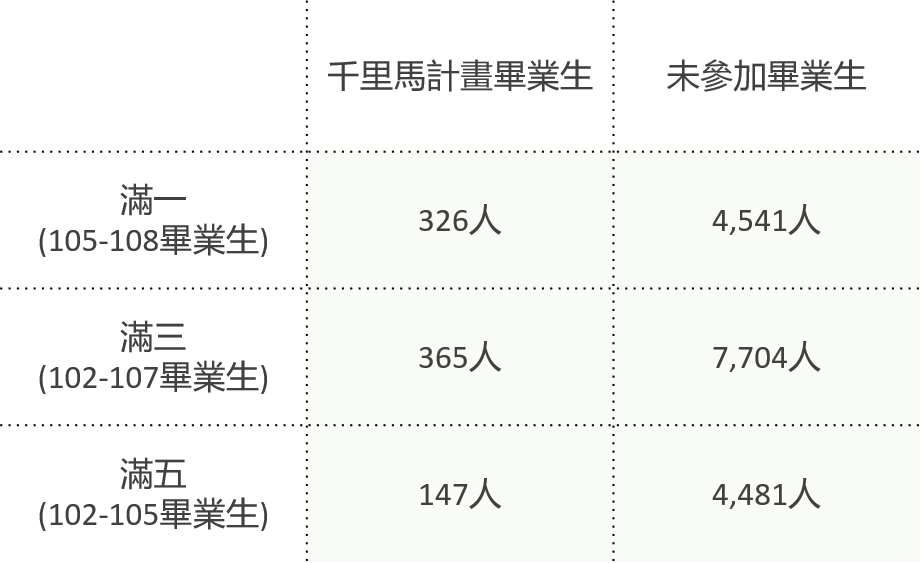 千里馬計畫畢業生 未參加畢業生
滿一
(105-108畢業生)
326人 4,541人
滿三
(102-107畢業生)
365人 7,704人
滿五
(102-105畢業生)
147人 4,481人